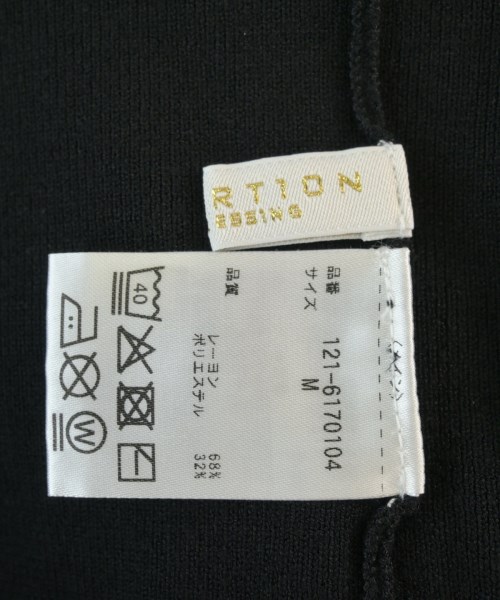 RTION
品番 121-6170104
サイズ M
品質
レーヨン 68%
ポリエステル 32%
40
W